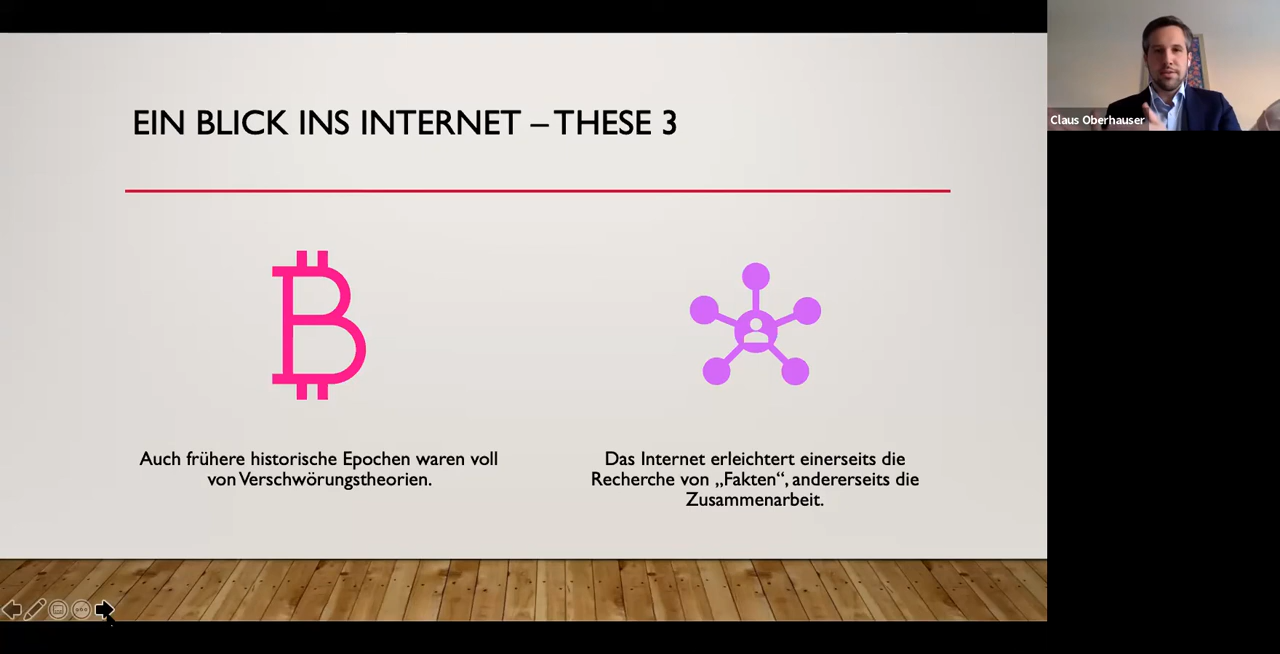 EIN BLICK INS INTERNET – THESE 3
Auch frühere historische Epochen waren voll
von Verschwörungstheorien.
Das Internet erleichtert einerseits die
Recherche von „Fakten“, andererseits die
Zusammenarbeit.
Claus Oberhauser